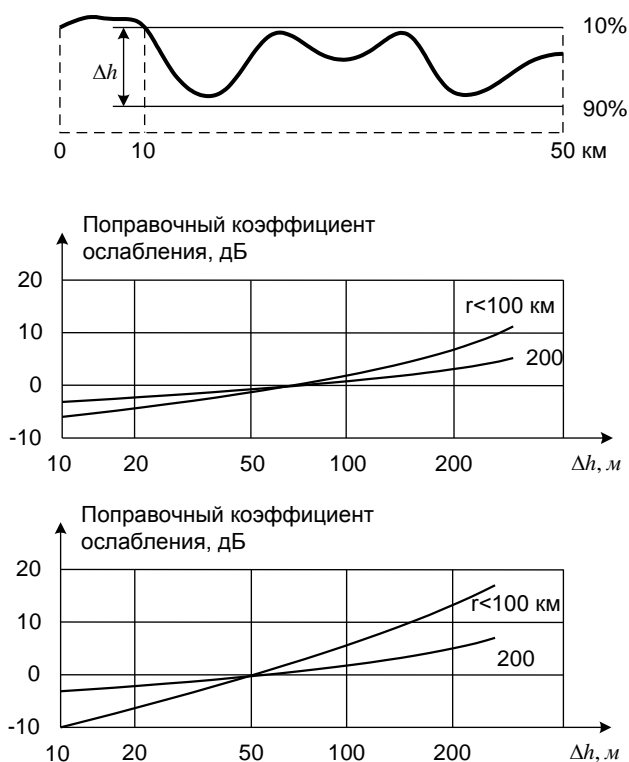 10%
Δh
90%
0 10 50 км
Поправочный коэффициент
ослабления, дБ
20
r<100 км
10
200
0
-10
10 20 50 100 200 Δh, м
Поправочный коэффициент
ослабления, дБ
20
r<100 км
10
200
0
-10
10 20 50 100 200 Δh, м